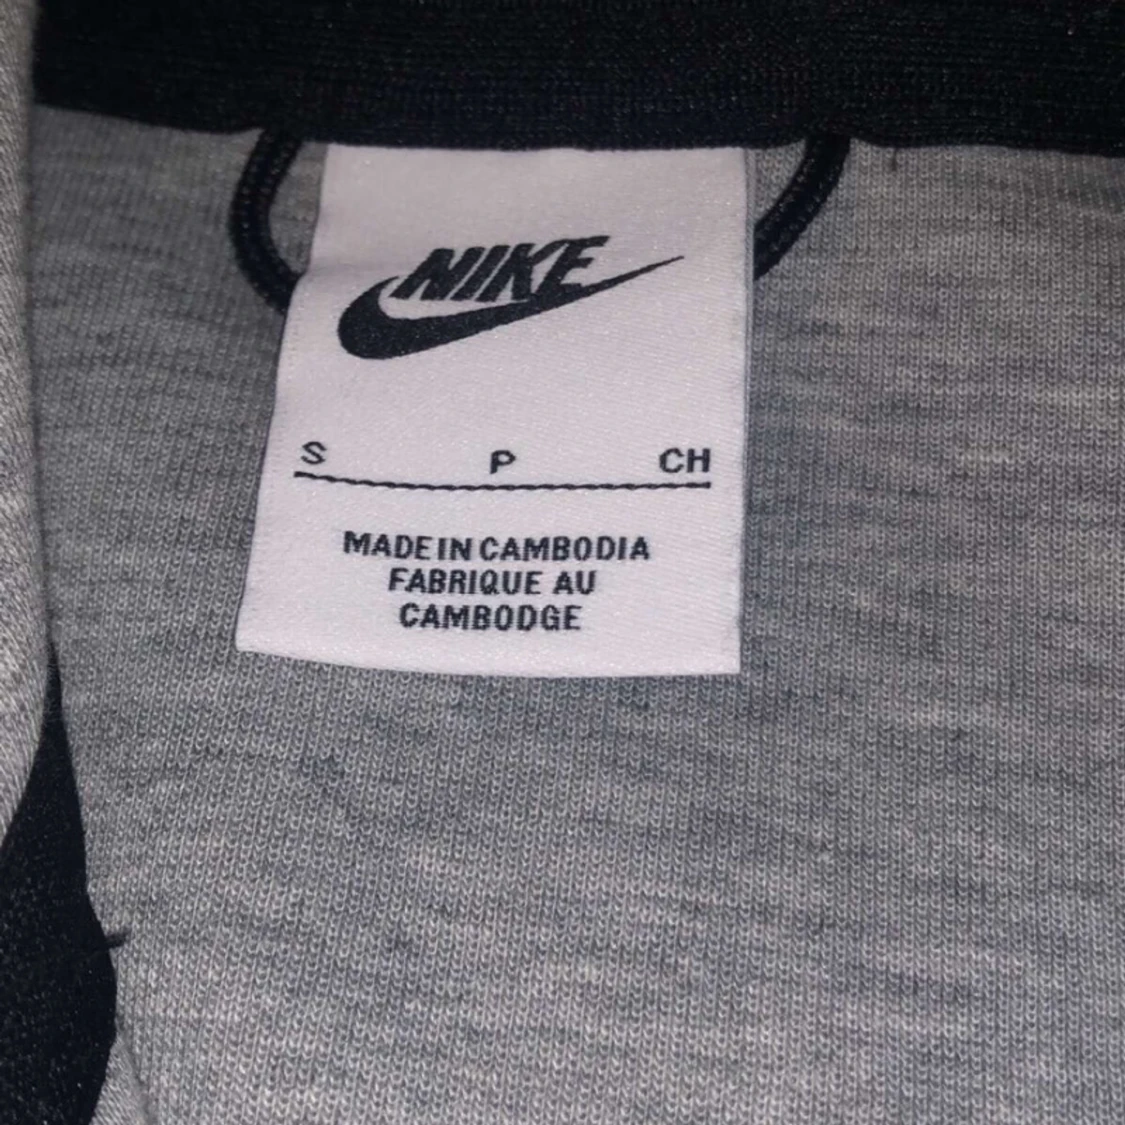 NIKE
S P CH
MADE IN CAMBODIA
FABRIQUE AU
CAMBODGE